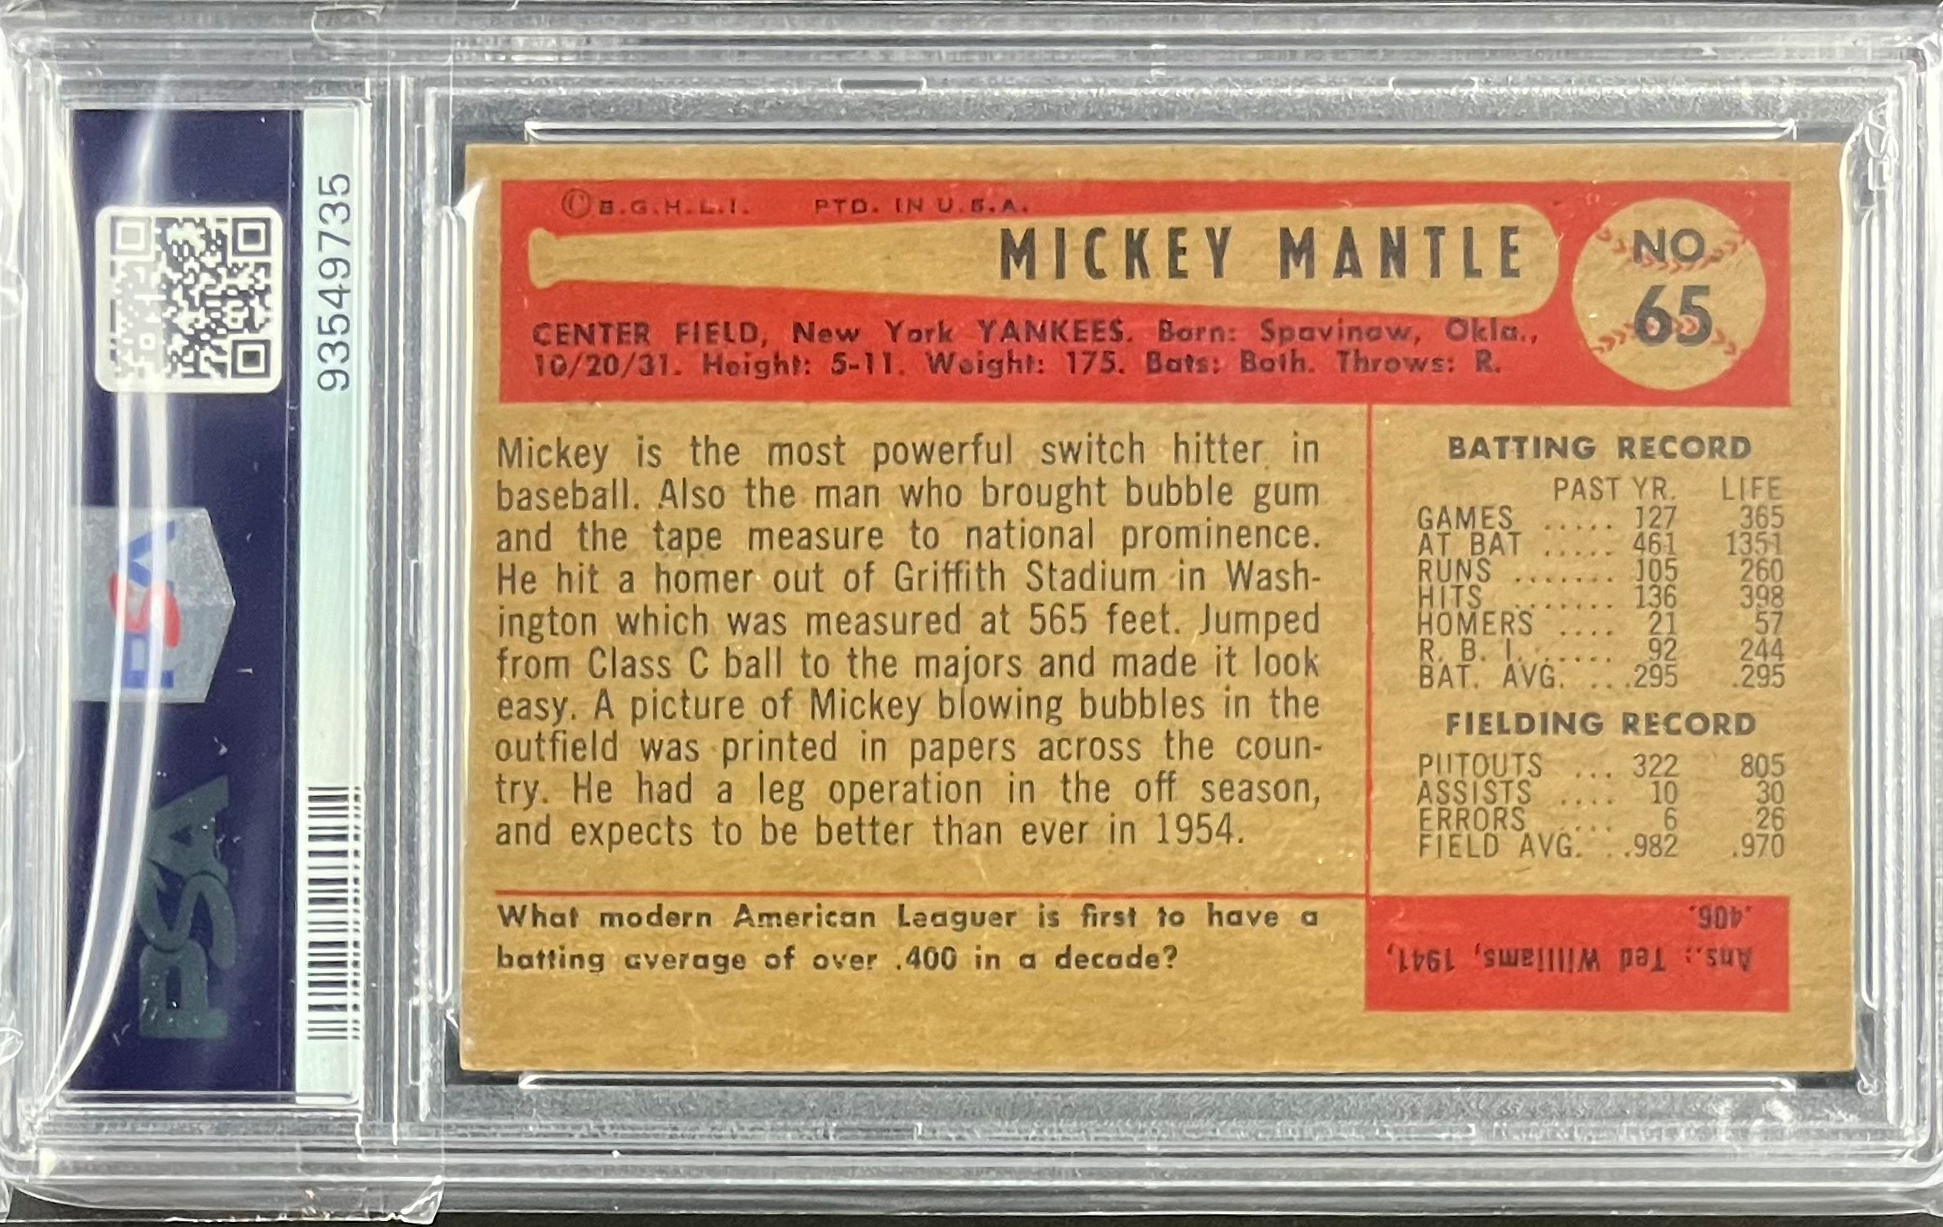 93549735
PSA
PSA
© B.G.H.L.I. PTD. IN U.S.A.
MICKEY MANTLE
NO
65
CENTER FIELD, New York YANKEES. Born: Spavinaw, Okla.,
10/20/31. Height: 5-11. Weight: 175. Bats: Both. Throws: R.
Mickey is the most powerful switch hitter in
baseball. Also the man who brought bubble gum
and the tape measure to national prominence.
He hit a homer out of Griffith Stadium in Wash-
ington which was measured at 565 feet. Jumped
from Class C ball to the majors and made it look
easy. A picture of Mickey blowing bubbles in the
outfield was printed in papers across the coun-
try. He had a leg operation in the off season,
and expects to be better than ever in 1954.
BATTING RECORD
PAST YR. LIFE
GAMES ..... 127 365
AT BAT ..... 461 1351
RUNS ....... 105 260
HITS ........ 136 398
HOMERS .... 21 57
R. B. I. ...... 92 244
BAT. AVG. ...295 .295
FIELDING RECORD
PUTOUTS ... 322 805
ASSISTS .... 10 30
ERRORS ..... 6 26
FIELD AVG. ..982 .970
What modern American Leaguer is first to have a
batting average of over .400 in a decade?
Ans.: Ted Williams, 1941,
.406.